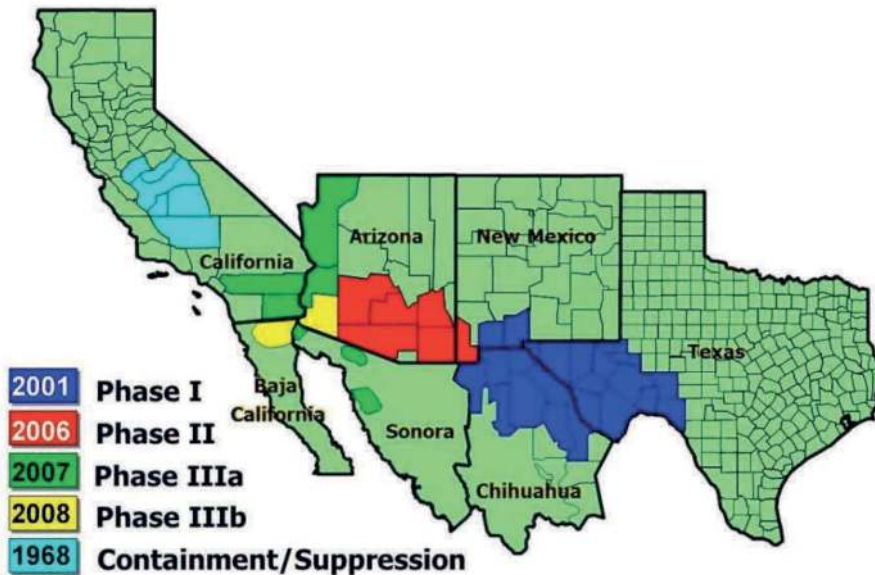 California
Arizona
New Mexico
Texas
Baja
California
Sonora
Chihuahua
2001 Phase I
2006 Phase II
2007 Phase IIIa
2008 Phase IIIb
1968 Containment/Suppression